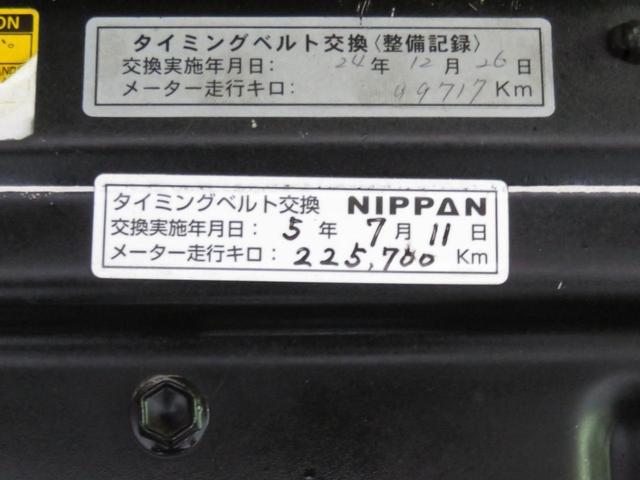 ON
タイミングベルト交換〈整備記録〉
交換実施年月日: 24年 12月 26日
メーター走行キロ: 99717Km
タイミングベルト交換 NIPPAN
交換実施年月日: 5年 7月 11日
メーター走行キロ: 225,700 Km